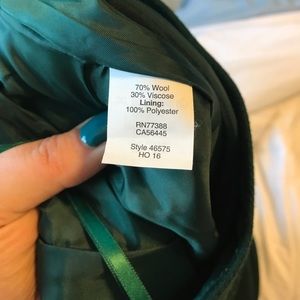 70% Wool
30% Viscose
Lining:
100% Polyester
RN77388
CA56445
Style 46575
HO 16